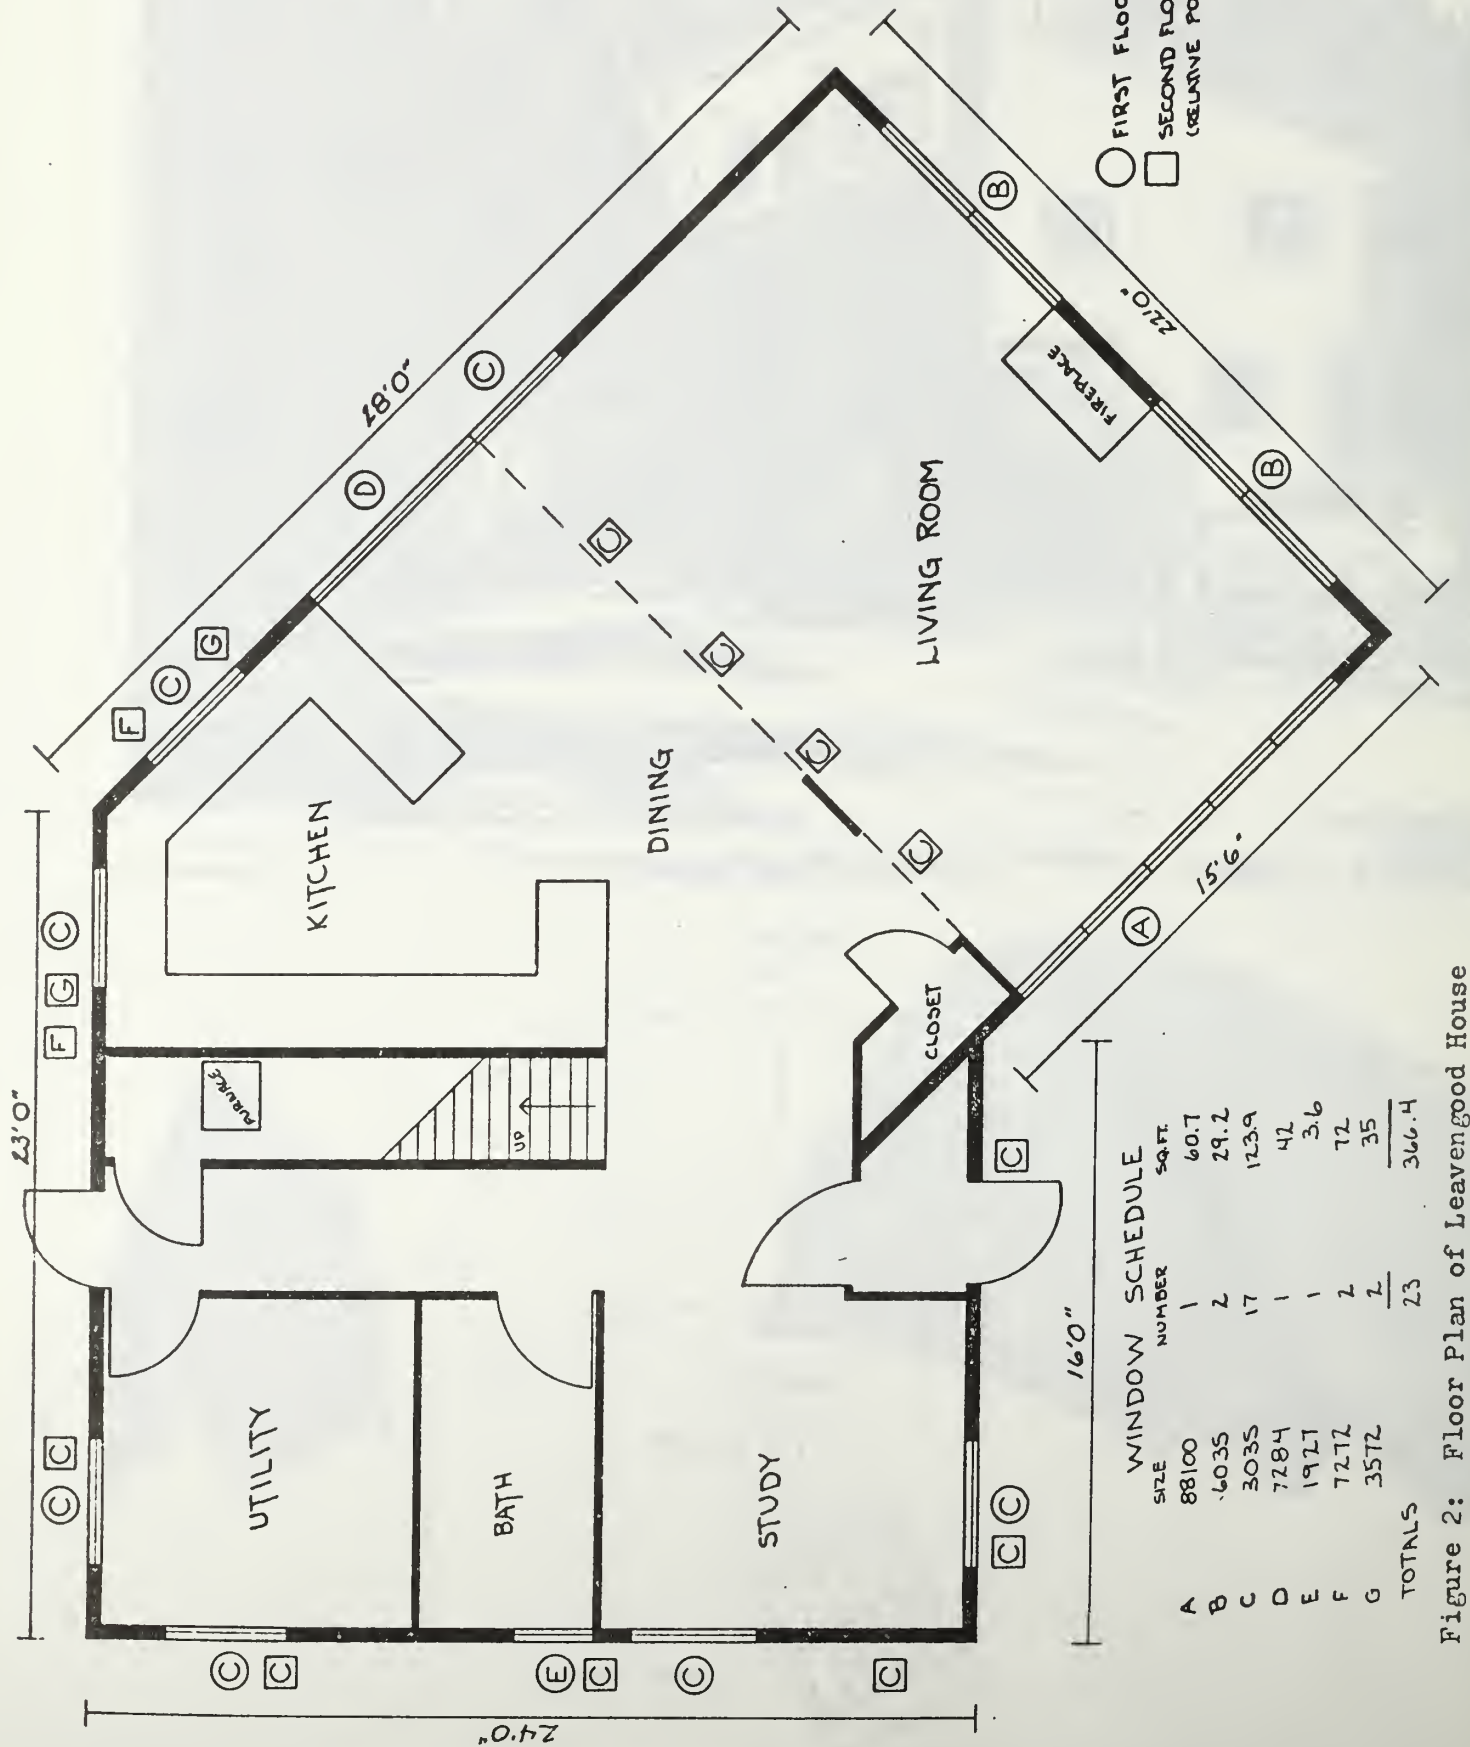 23'0"
C C
F G C
F C G
28'0"
D
C
C C
E C
C
C
24'0"
UTILITY
BATH
STUDY
FURNACE
UP
KITCHEN
DINING
CLOSET
LIVING ROOM
FIREPLACE
C
C
C
C
B
B
22'0"
A
15'6"
C
C C
16'0"
FIRST FLOO
SECOND FLO
(RELATIVE PO
WINDOW SCHEDULE
SIZE NUMBER SQ.FT.
A 88100 1 60.7
B 6035 2 29.2
C 3035 17 123.9
D 7284 1 42
E 1927 1 3.6
F 7272 2 72
G 3572 2 35
TOTALS 23 366.4
Figure 2: Floor Plan of Leavengood House